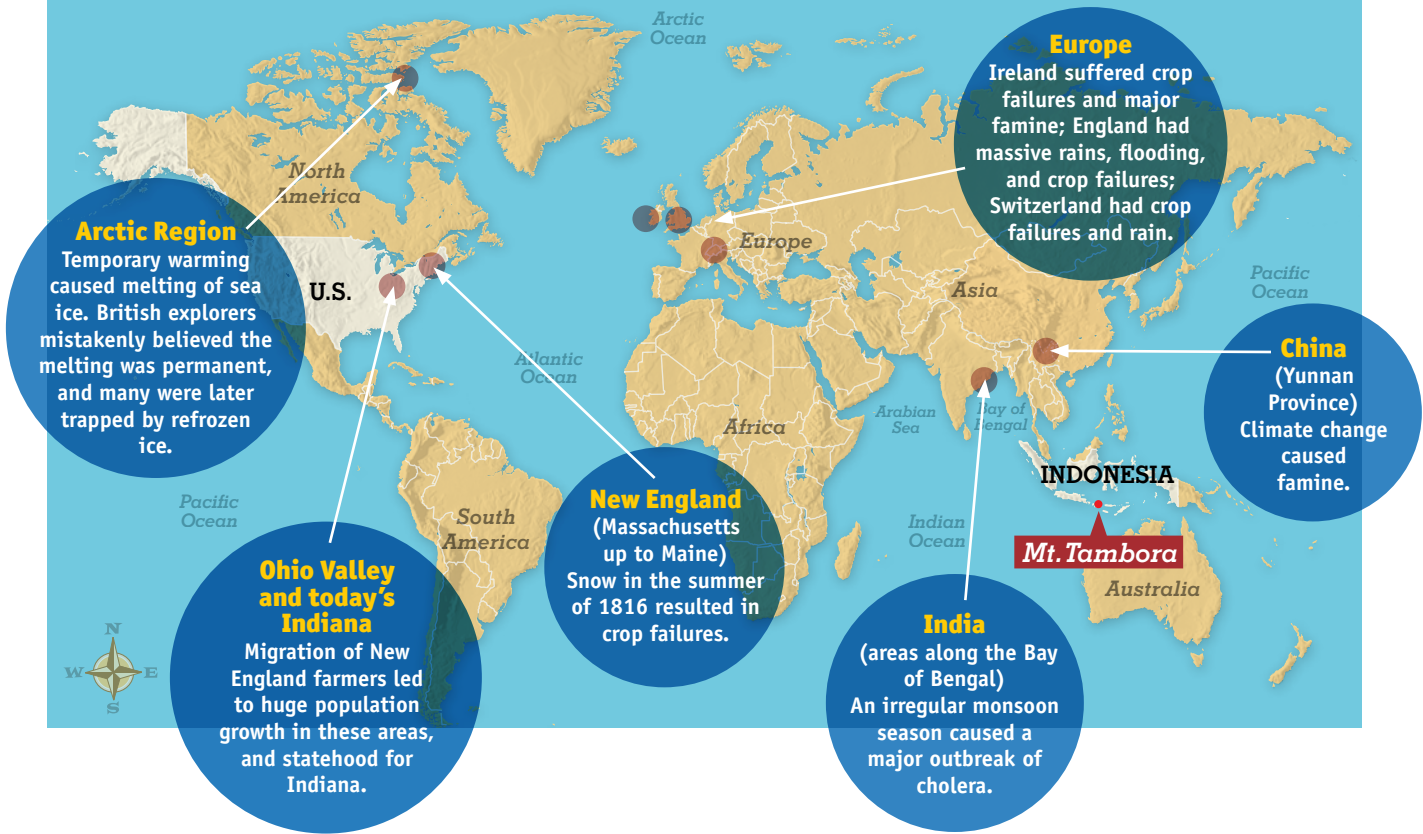 Arctic
Ocean
Europe
Ireland suffered crop
failures and major
famine; England had
massive rains, flooding,
and crop failures;
Switzerland had crop
failures and rain.
North
America
Arctic Region
Temporary warming
caused melting of sea
ice. British explorers
mistakenly believed the
melting was permanent,
and many were later
trapped by refrozen
ice.
U.S.
Europe
Asia
Pacific
Ocean
Atlantic
Ocean
Africa
Arabian
Sea
Bay of
Bengal
China
(Yunnan
Province)
Climate change
caused
famine.
INDONESIA
Mt. Tambora
Australia
Indian
Ocean
Pacific
Ocean
South
America
New England
(Massachusetts
up to Maine)
Snow in the summer
of 1816 resulted in
crop failures.
Ohio Valley
and today's
Indiana
Migration of New
England farmers led
to huge population
growth in these areas,
and statehood for
Indiana.
India
(areas along the Bay
of Bengal)
An irregular monsoon
season caused a
major outbreak of
cholera.
N
W E
S